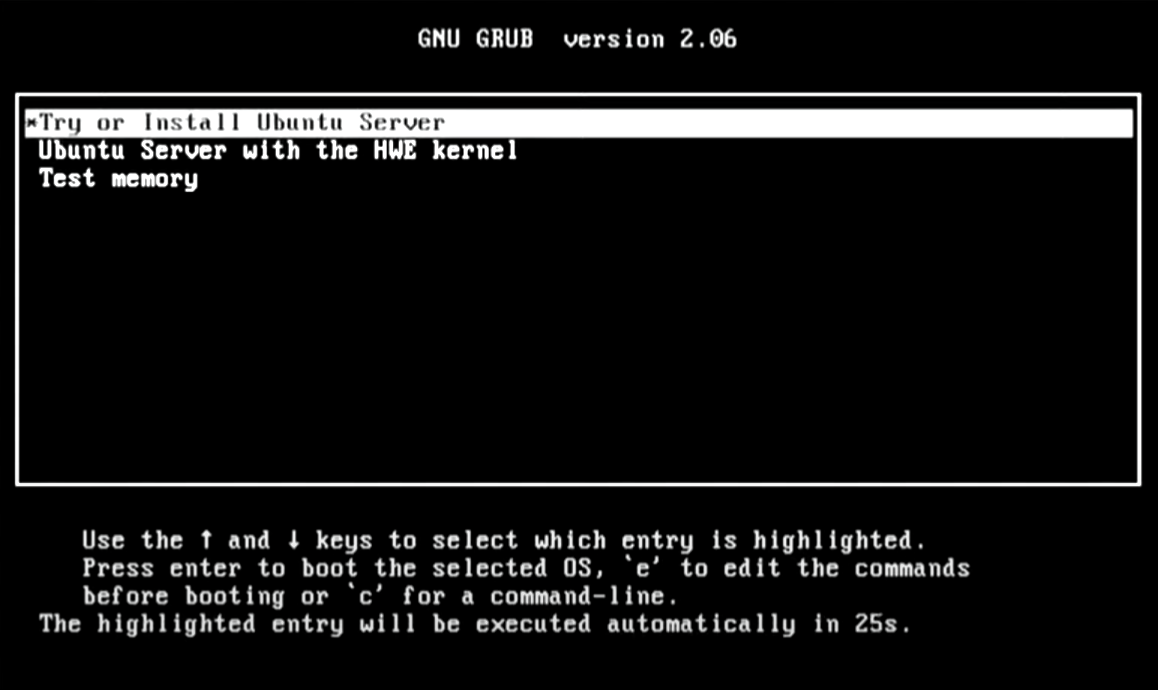 GNU GRUB  version 2.06
*Try or Install Ubuntu Server
Ubuntu Server with the HWE kernel
Test memory
Use the ↑ and ↓ keys to select which entry is highlighted.
Press enter to boot the selected OS, `e' to edit the commands
before booting or `c' for a command-line.
The highlighted entry will be executed automatically in 25s.